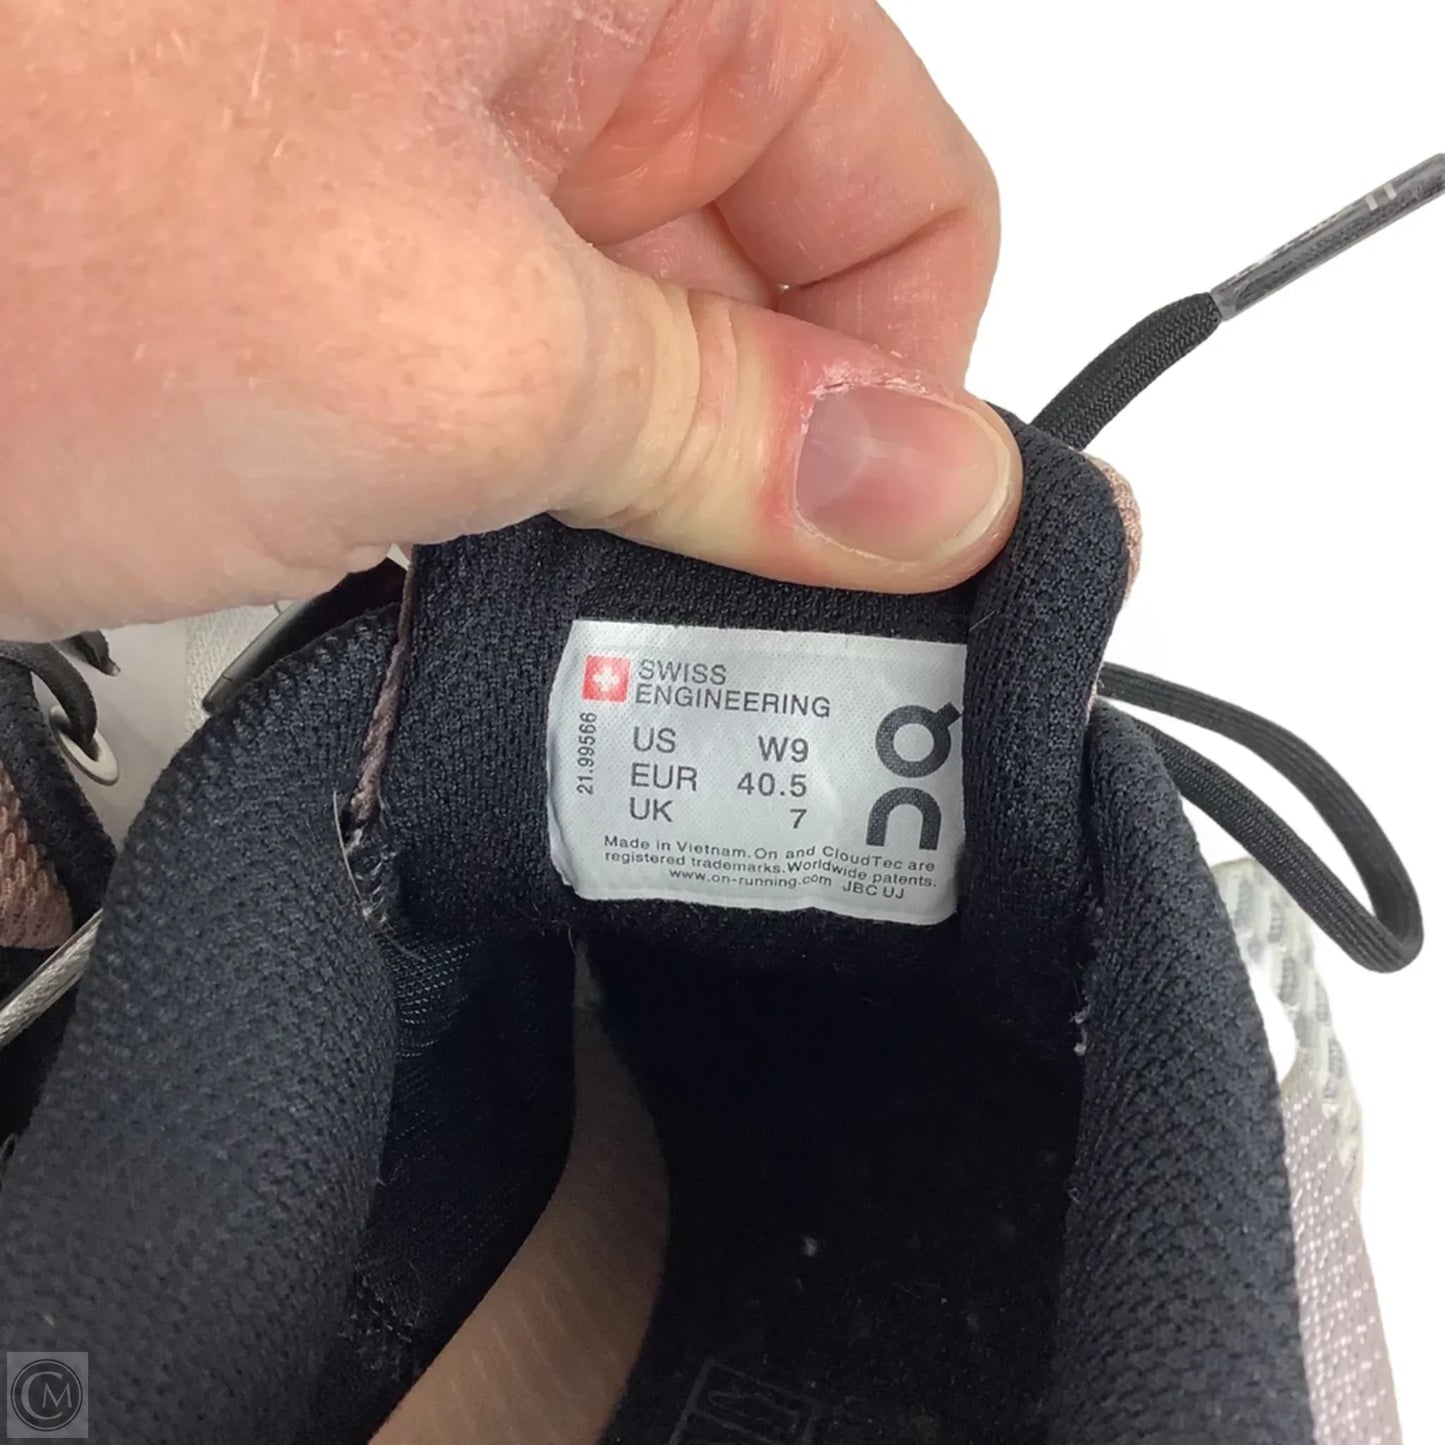 SWISS
ENGINEERING
21.99566
US W9
EUR 40.5
UK 7
On
Made in Vietnam. On and CloudTec are
registered trademarks. Worldwide patents.
www.on-running.com JBC UJ
CM